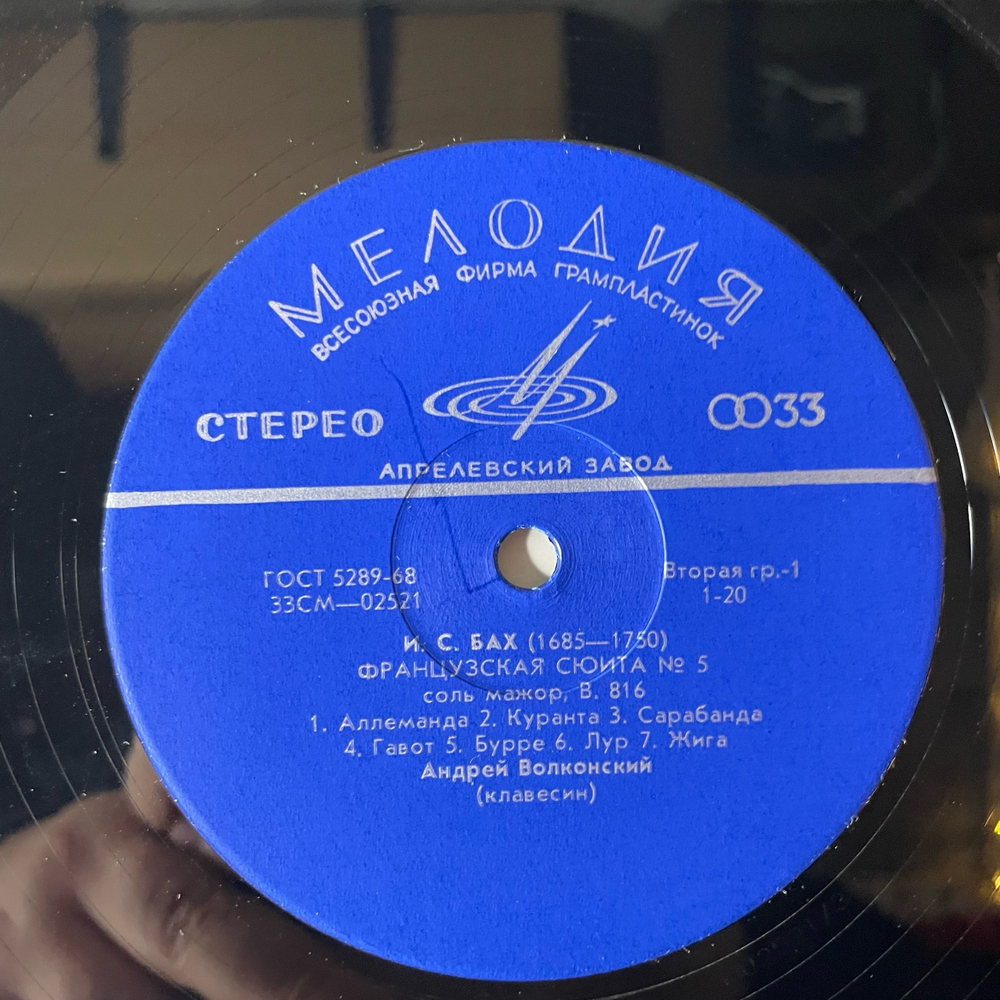 МЕЛОДИЯ
ВСЕСОЮЗНАЯ ФИРМА ГРАМПЛАСТИНОК
СТЕРЕО
33
АПРЕЛЕВСКИЙ ЗАВОД
ГОСТ 5289-68
33СМ—02521
Вторая гр.-1
1-20
И. С. БАХ (1685—1750)
ФРАНЦУЗСКАЯ СЮИТА № 5
соль мажор, В. 816
1. Аллеманда 2. Куранта 3. Сарабанда
4. Гавот 5. Бурре 6. Лур 7. Жига
Андрей Волконский
(клавесин)